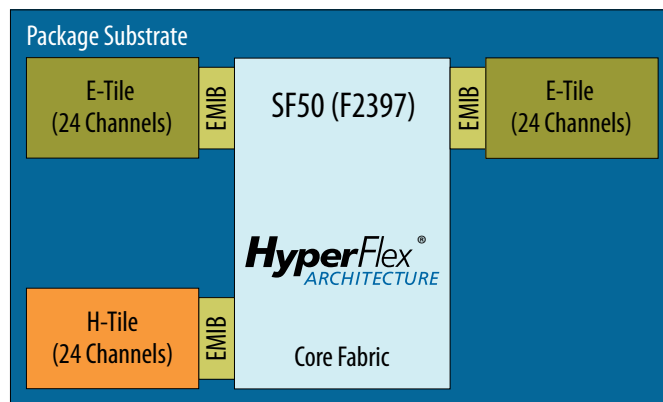 Package Substrate
E-Tile
(24 Channels)
EMIB
SF50 (F2397)
EMIB
E-Tile
(24 Channels)
HyperFlex®
ARCHITECTURE
H-Tile
(24 Channels)
EMIB
Core Fabric